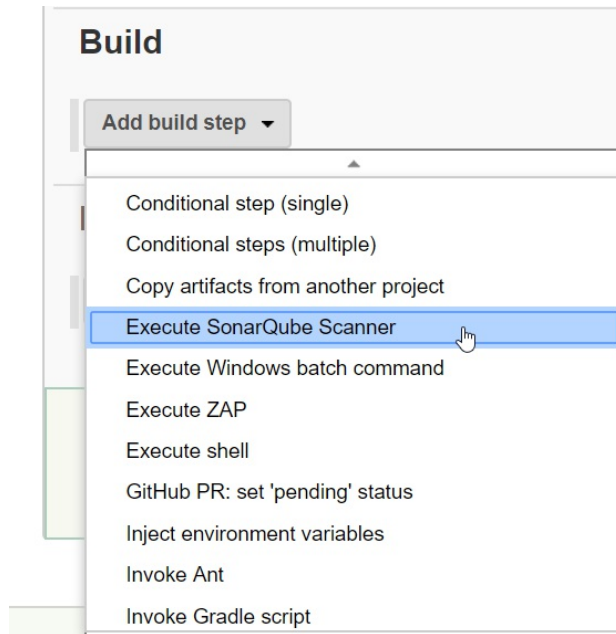 Build
Add build step
Conditional step (single)
Conditional steps (multiple)
Copy artifacts from another project
Execute SonarQube Scanner
Execute Windows batch command
Execute ZAP
Execute shell
GitHub PR: set 'pending' status
Inject environment variables
Invoke Ant
Invoke Gradle script